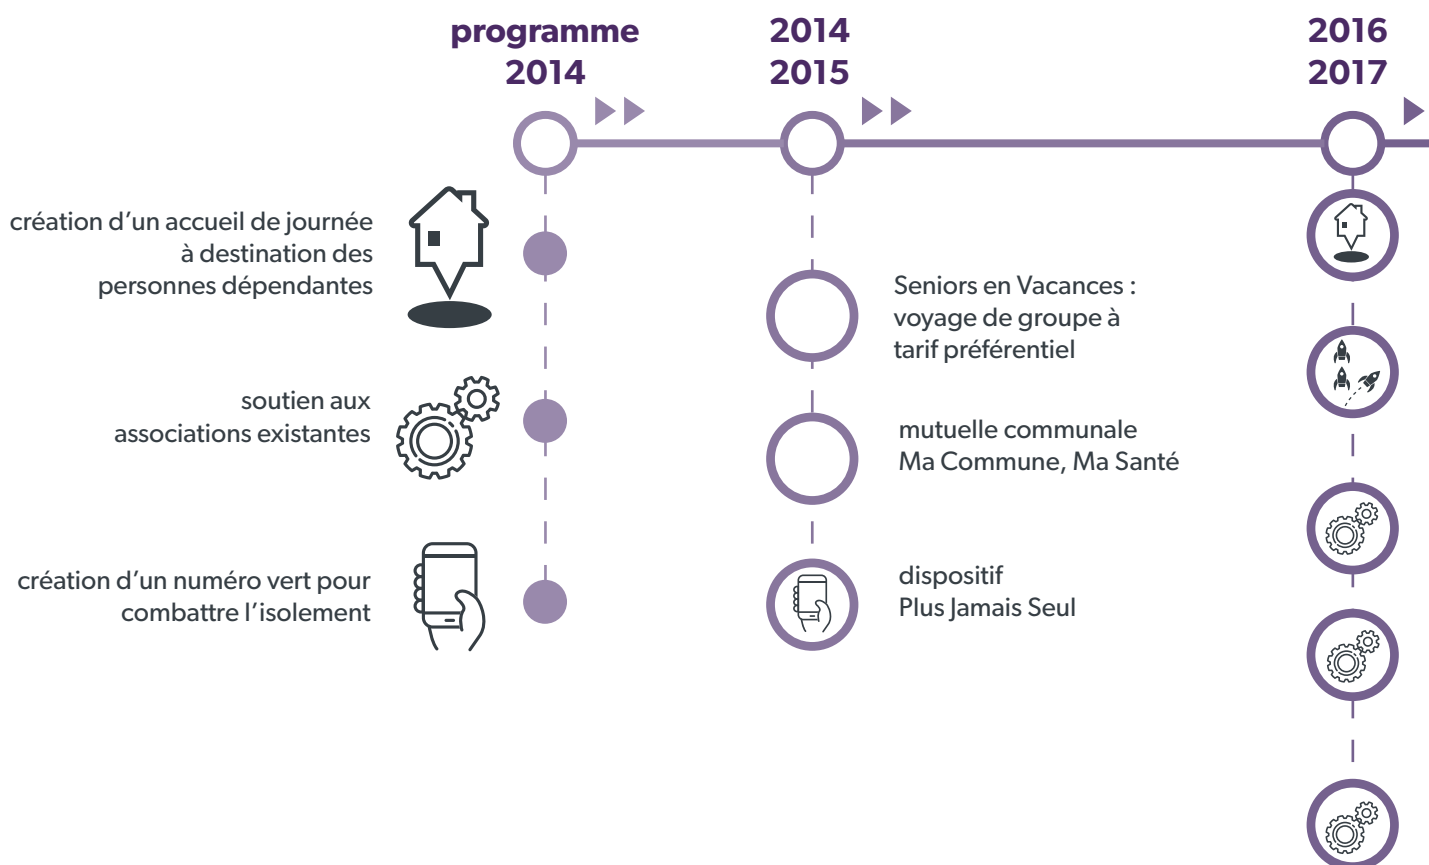 programme
2014
2014
2015
2016
2017
création d’un accueil de journée
à destination des
personnes dépendantes
soutien aux
associations existantes
création d’un numéro vert pour
combattre l’isolement
Seniors en Vacances :
voyage de groupe à
tarif préférentiel
mutuelle communale
Ma Commune, Ma Santé
dispositif
Plus Jamais Seul